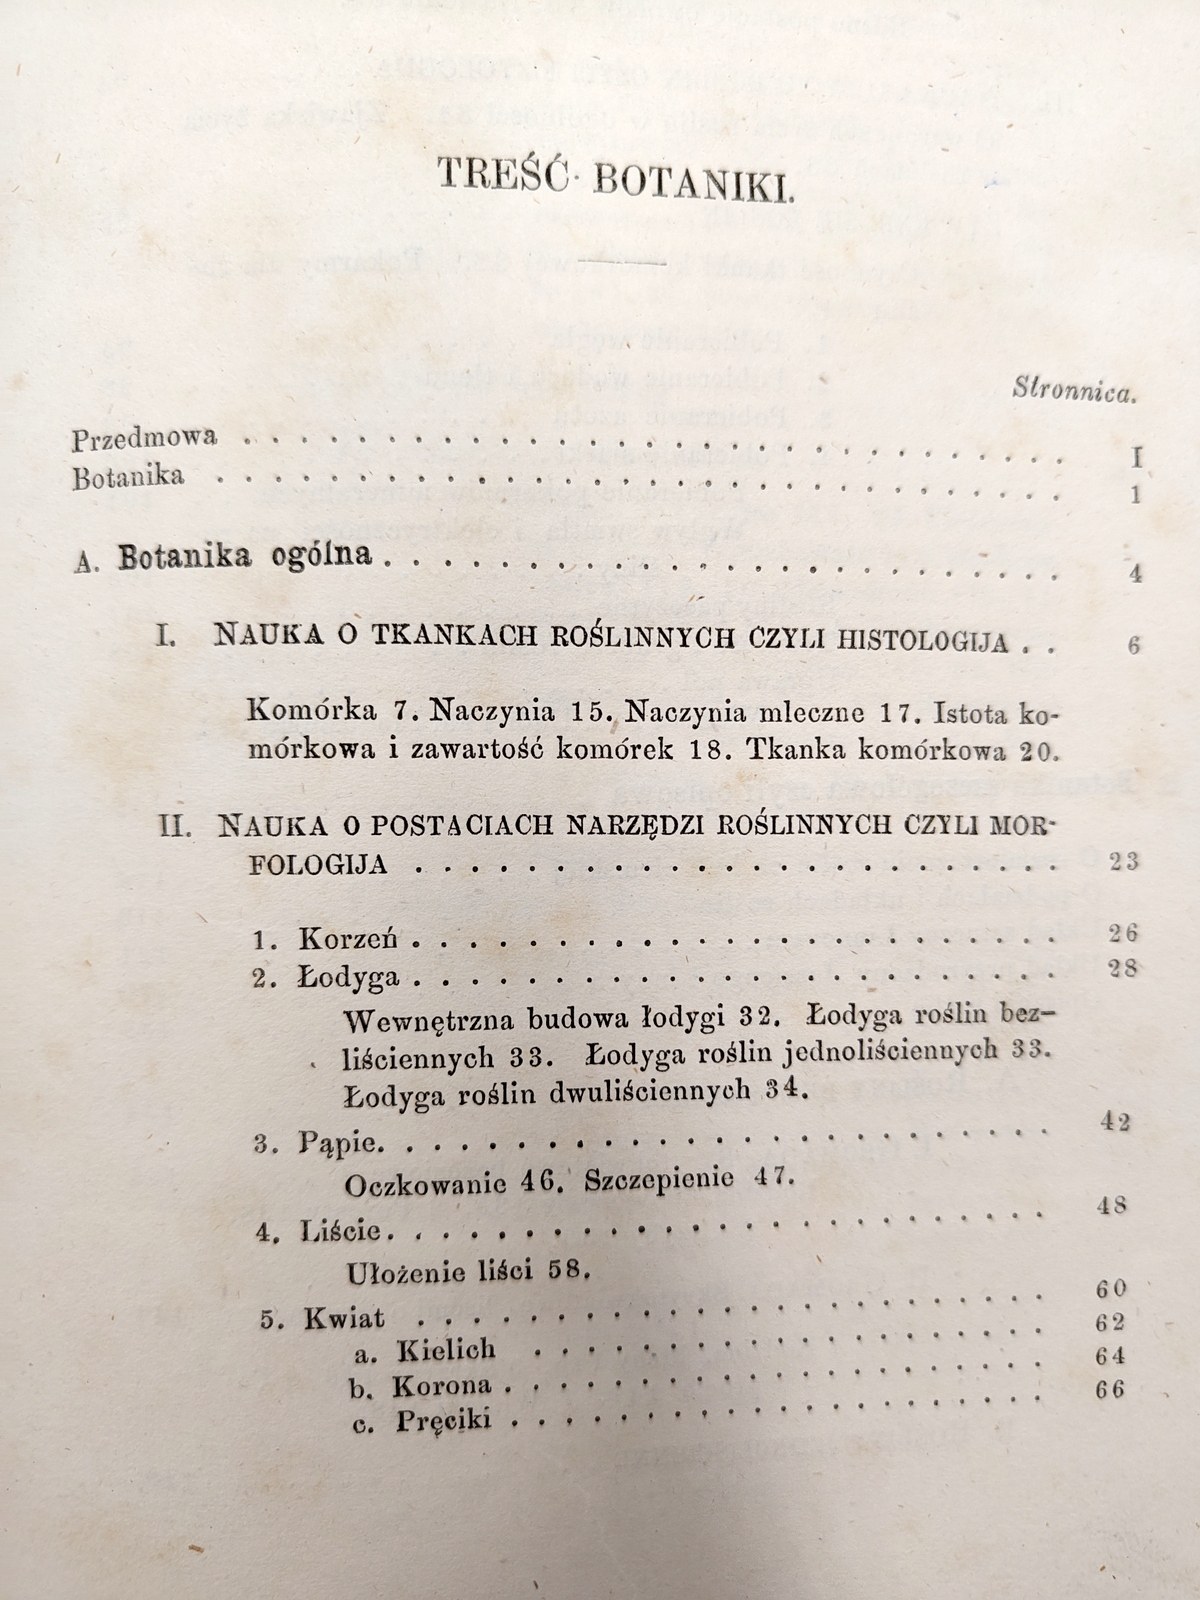 TREŚĆ BOTANIKI.
Stronnica.
Przedmowa . . . . . . . . . . . . . . . . . . . . . . . . . . . . . I
Botanika . . . . . . . . . . . . . . . . . . . . . . . . . . . . . . 1
A. Botanika ogólna . . . . . . . . . . . . . . . . . . . . . . . . 4
I. NAUKA O TKANKACH ROŚLINNYCH CZYLI HISTOLOGIJA . . 6
Komórka 7. Naczynia 15. Naczynia mleczne 17. Istota ko-
mórkowa i zawartość komórek 18. Tkanka komórkowa 20.
II. NAUKA O POSTACIACH NARZĘDZI ROŚLINNYCH CZYLI MOR-
FOLOGIJA . . . . . . . . . . . . . . . . . . . . . . . 23
1. Korzeń . . . . . . . . . . . . . . . . . . . . . . . 26
2. Łodyga . . . . . . . . . . . . . . . . . . . . . . . 28
Wewnętrzna budowa łodygi 32. Łodyga roślin bez-
liściennych 33. Łodyga roślin jednoliściennych 33.
Łodyga roślin dwuliściennych 34.
3. Pąpie. . . . . . . . . . . . . . . . . . . . . . . . 42
Oczkowanie 46. Szczepienie 47.
4. Liście. . . . . . . . . . . . . . . . . . . . . . . . 48
Ułożenie liści 58.
5. Kwiat . . . . . . . . . . . . . . . . . . . . . . . 60
a. Kielich . . . . . . . . . . . . . . . . . . . 62
b. Korona . . . . . . . . . . . . . . . . . . . . 64
c. Pręciki . . . . . . . . . . . . . . . . . . . . 66